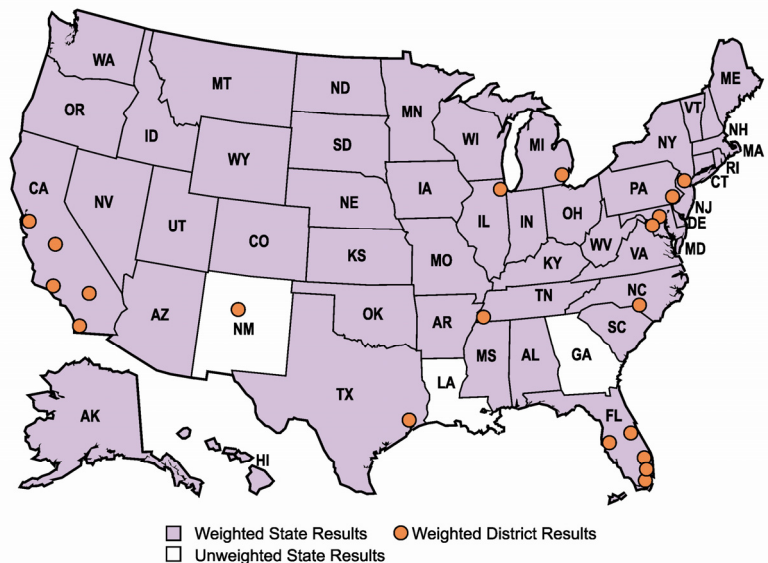 WA
MT
ND
MN
ME
VT
OR
ID
SD
WI
MI
NY
NH
MA
WY
RI
CT
CA
NV
NE
IA
PA
UT
CO
IL
IN
OH
NJ
DE
MD
KS
MO
WV
VA
KY
AZ
NM
OK
AR
TN
NC
SC
MS
AL
GA
LA
TX
AK
FL
HI
Weighted State Results
Weighted District Results
Unweighted State Results